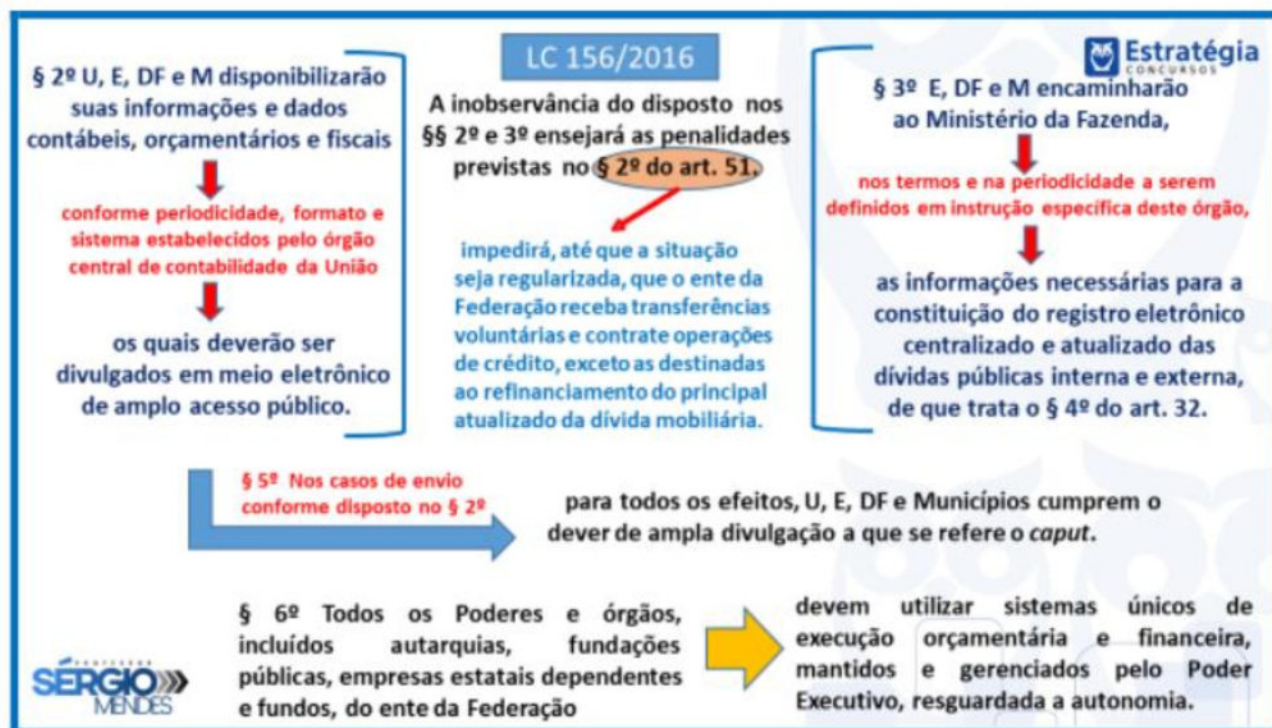 LC 156/2016
Estratégia
CONCURSOS
§ 2º U, E, DF e M disponibilizarão
suas informações e dados
contábeis, orçamentários e fiscais
conforme periodicidade, formato e
sistema estabelecidos pelo órgão
central de contabilidade da União
os quais deverão ser
divulgados em meio eletrônico
de amplo acesso público.
A inobservância do disposto nos
§§ 2º e 3º ensejará as penalidades
previstas no § 2º do art. 51.
impedirá, até que a situação
seja regularizada, que o ente da
Federação receba transferências
voluntárias e contrate operações
de crédito, exceto as destinadas
ao refinanciamento do principal
atualizado da dívida mobiliária.
§ 3º E, DF e M encaminharão
ao Ministério da Fazenda,
nos termos e na periodicidade a serem
definidos em instrução específica deste órgão,
as informações necessárias para a
constituição do registro eletrônico
centralizado e atualizado das
dívidas públicas interna e externa,
de que trata o § 4º do art. 32.
§ 5º Nos casos de envio
conforme disposto no § 2º
para todos os efeitos, U, E, DF e Municípios cumprem o
dever de ampla divulgação a que se refere o caput.
§ 6º Todos os Poderes e órgãos,
incluídos autarquias, fundações
públicas, empresas estatais dependentes
e fundos, do ente da Federação
devem utilizar sistemas únicos de
execução orçamentária e financeira,
mantidos e gerenciados pelo Poder
Executivo, resguardada a autonomia.
PROFESSOR
SÉRGIO
MENDES